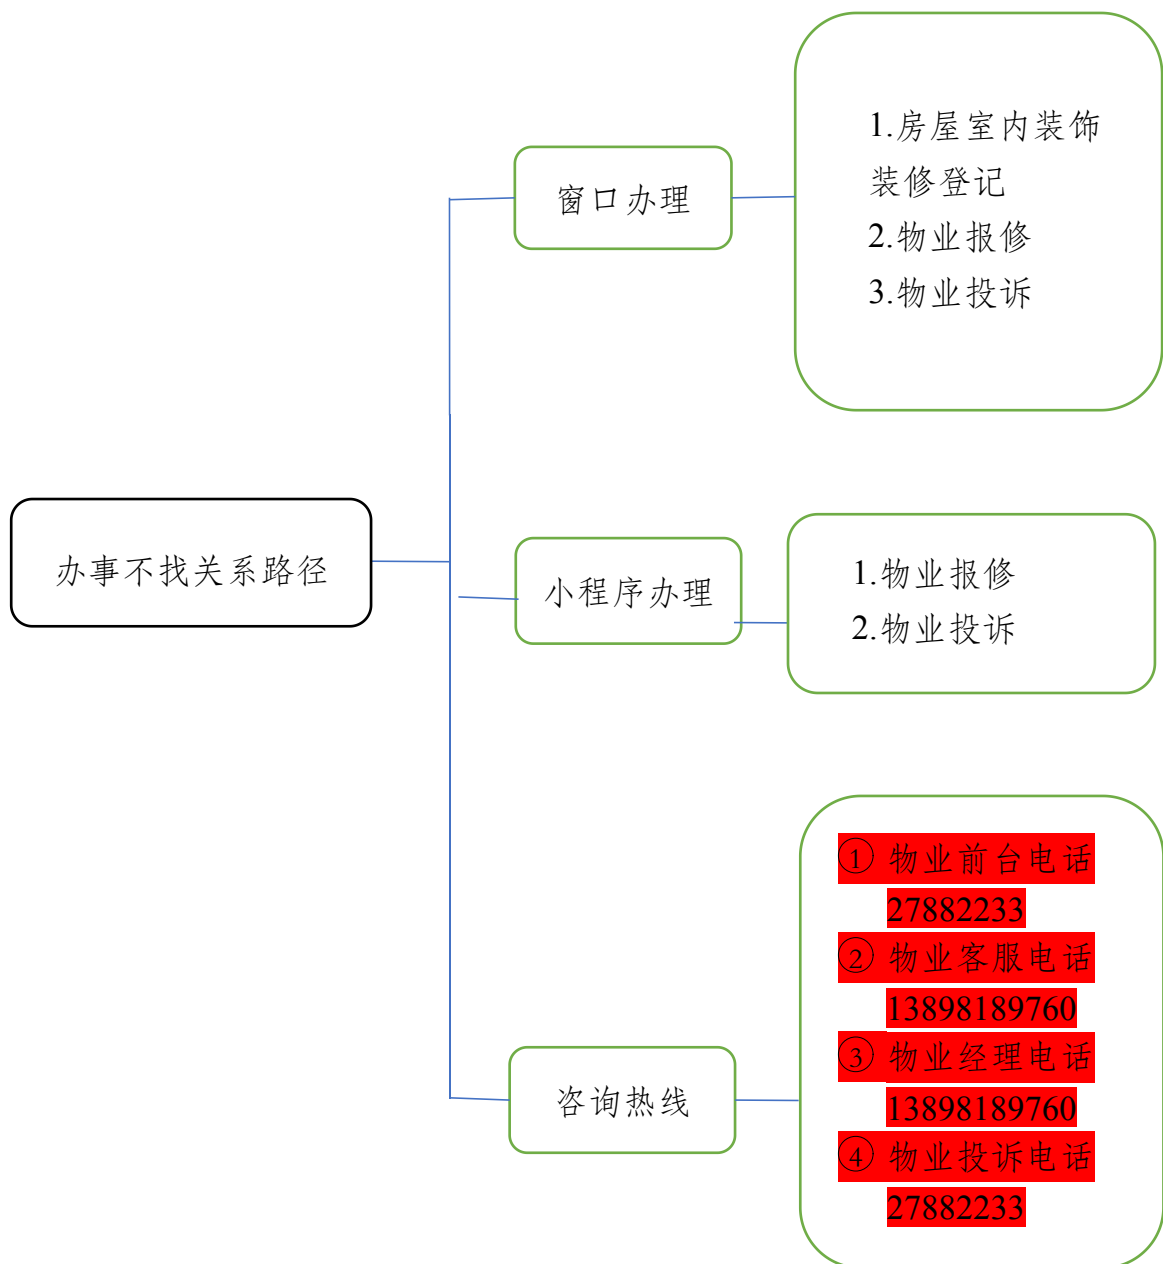 办事不找关系路径
窗口办理
1.房屋室内装饰
装修登记
2.物业报修
3.物业投诉
小程序办理
1.物业报修
2.物业投诉
咨询热线
① 物业前台电话
27882233
② 物业客服电话
13898189760
③ 物业经理电话
13898189760
④ 物业投诉电话
27882233